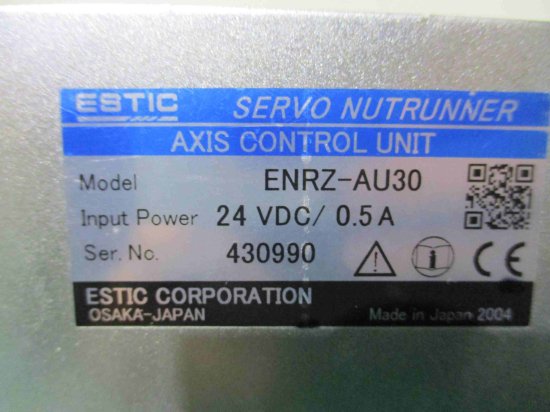 ESTIC SERVO NUTRUNNER
AXIS CONTROL UNIT
Model ENRZ-AU30
Input Power 24 VDC/ 0.5 A
Ser. No. 430990
CE
ESTIC CORPORATION
OSAKA-JAPAN Made in Japan 2004